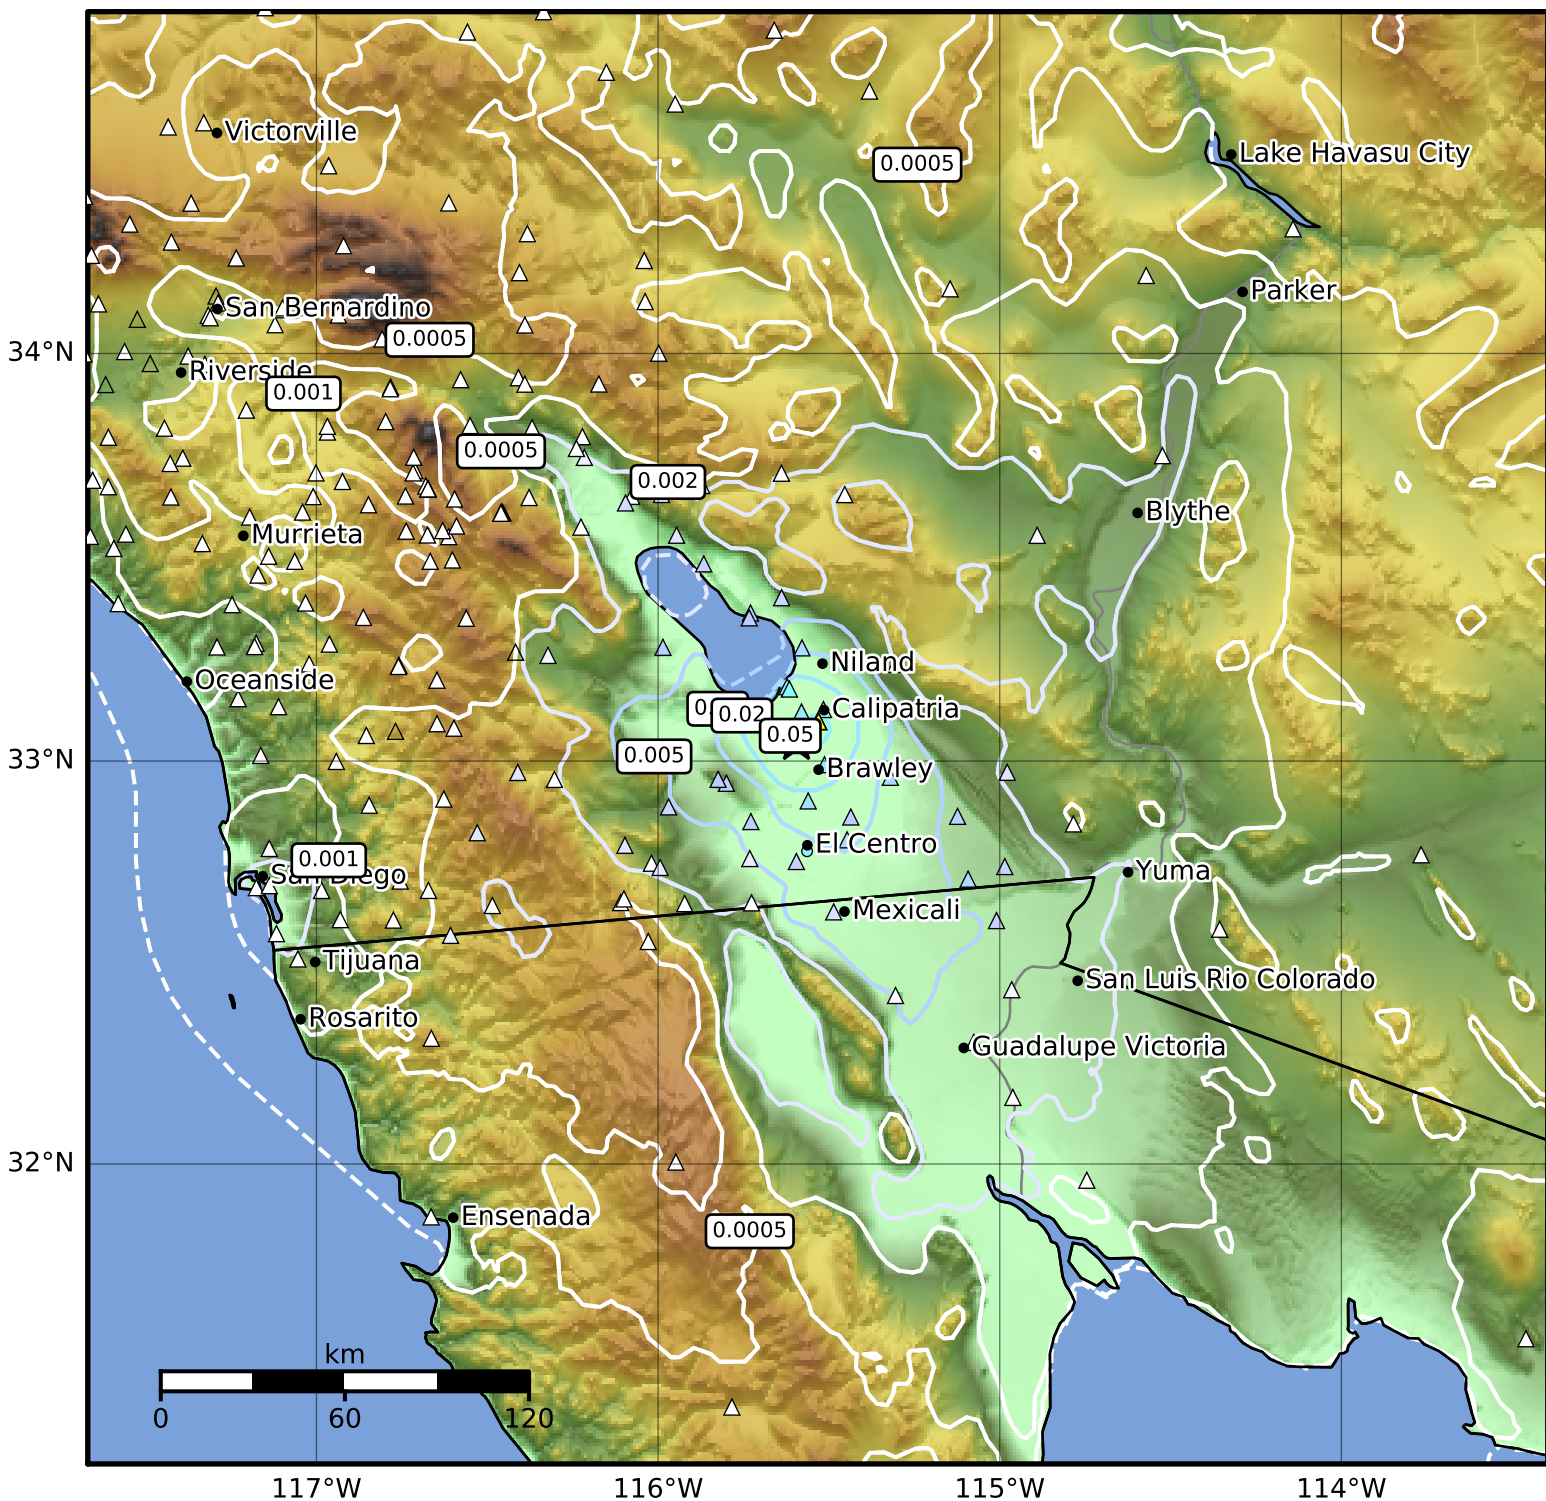 Victorville
0.0005
Lake Havasu City
Parker
San Bernardino
0.0005
34°N
Riverside
0.001
0.0005
0.002
Blythe
Murrieta
Niland
Oceanside
Calipatria
0.02
0.05
0.005
33°N
Brawley
El Centro
0.001
San Diego
Yuma
Mexicali
Tijuana
San Luis Rio Colorado
Rosarito
Guadalupe Victoria
32°N
Ensenada
0.0005
km
0 60 120
117°W 116°W 115°W 114°W